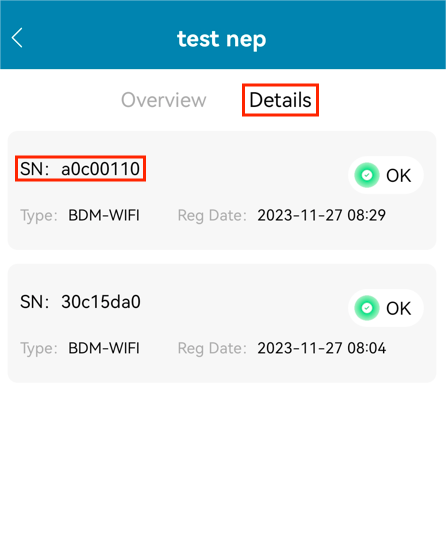 test nep
Overview Details
SN: a0c00110 OK
Type: BDM-WIFI Reg Date: 2023-11-27 08:29
SN: 30c15da0 OK
Type: BDM-WIFI Reg Date: 2023-11-27 08:04